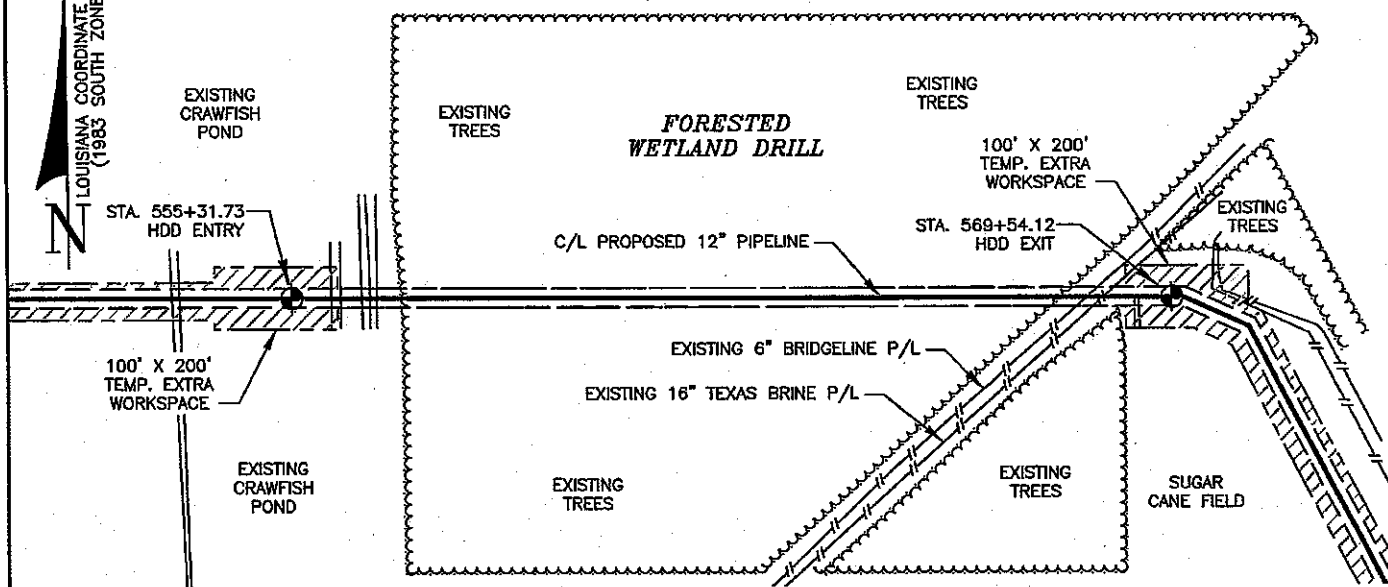 LOUISIANA COORDINATE
(1983 SOUTH ZONE
N
EXISTING
CRAWFISH
POND
EXISTING
TREES
FORESTED
WETLAND DRILL
EXISTING
TREES
100' X 200'
TEMP. EXTRA
WORKSPACE
EXISTING
TREES
STA. 555+31.73
HDD ENTRY
C/L PROPOSED 12" PIPELINE
STA. 569+54.12
HDD EXIT
100' X 200'
TEMP. EXTRA
WORKSPACE
EXISTING 6" BRIDGELINE P/L
EXISTING 16" TEXAS BRINE P/L
EXISTING
CRAWFISH
POND
EXISTING
TREES
EXISTING
TREES
SUGAR
CANE FIELD